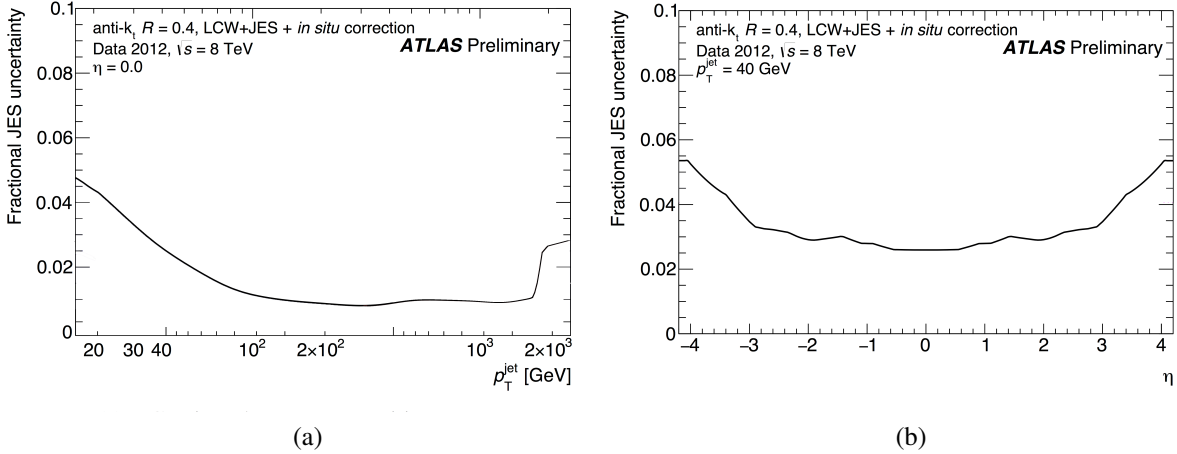 0.1
anti-kt R = 0.4, LCW+JES + in situ correction
Data 2012, √s = 8 TeV
η = 0.0
ATLAS Preliminary
Fractional JES uncertainty
0.08
0.06
0.04
0.02
0
20 30 40 10² 2×10² 10³ 2×10³
p_T^jet [GeV]
(a)
0.1
anti-kt R = 0.4, LCW+JES + in situ correction
Data 2012, √s = 8 TeV
p_T^jet = 40 GeV
ATLAS Preliminary
Fractional JES uncertainty
0.08
0.06
0.04
0.02
0
−4 −3 −2 −1 0 1 2 3 4
η
(b)